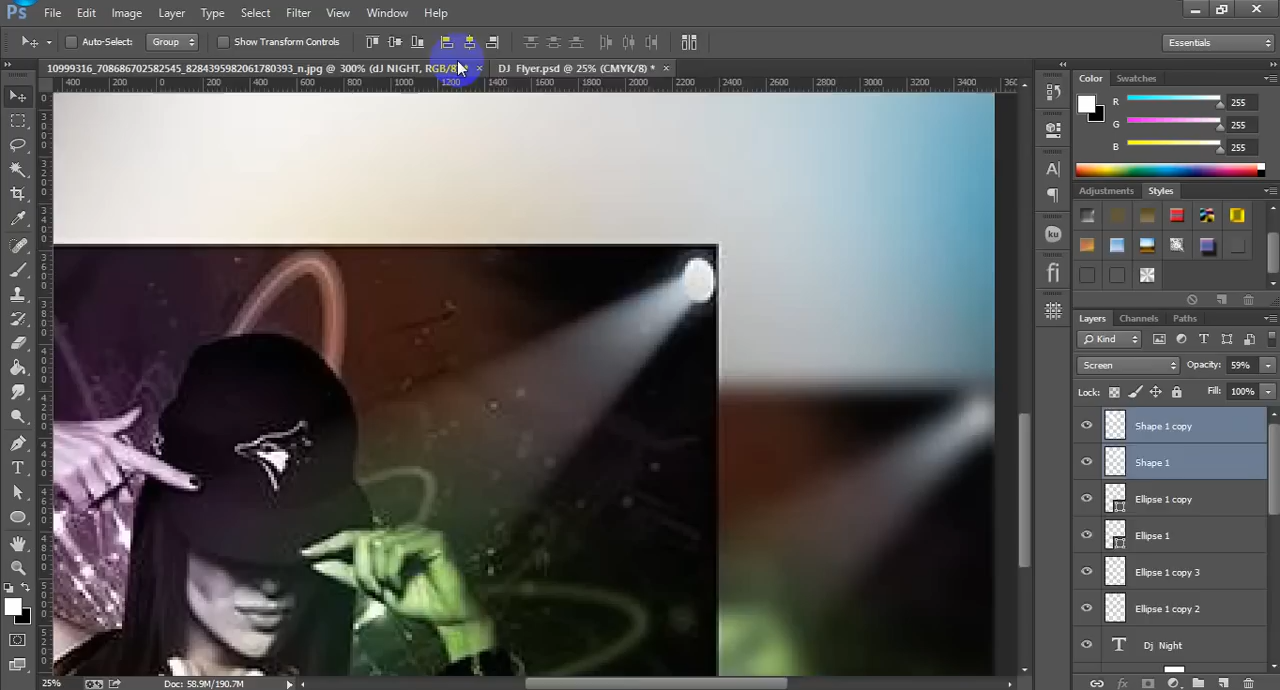 File Edit Image Layer Type Select Filter View Window Help
Auto-Select: Group Show Transform Controls Essentials
10999316_708686702582545_8284395982061780393_n.jpg @ 300% (dJ NIGHT, RGB/8) * × DJ Flyer.psd @ 25% (CMYK/8) * ×
400 200 0 200 400 600 800 1000 1200 1400 1600 1800 2000 2200 2400 2600 2800 3000 3200 3400 360
Color Swatches
R 255
G 255
B 255
Adjustments Styles
Layers Channels Paths
Kind
Screen Opacity: 59%
Lock: Fill: 100%
Shape 1 copy
Shape 1
Ellipse 1 copy
Ellipse 1
Ellipse 1 copy 3
Ellipse 1 copy 2
Dj Night
25% Doc: 58.9M/190.7M